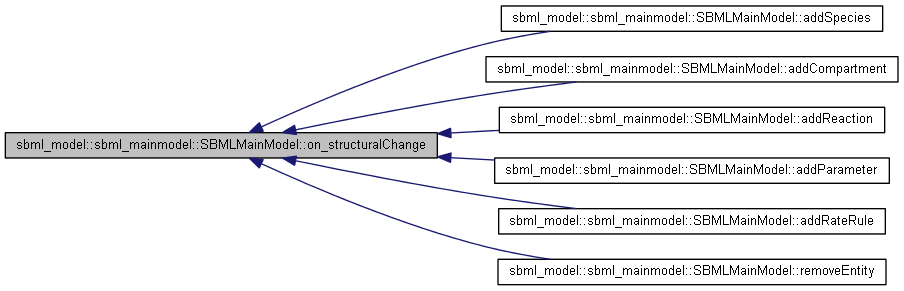 sbml_model::sbml_mainmodel::SBMLMainModel::addSpecies
sbml_model::sbml_mainmodel::SBMLMainModel::addCompartment
sbml_model::sbml_mainmodel::SBMLMainModel::addReaction
sbml_model::sbml_mainmodel::SBMLMainModel::on_structuralChange
sbml_model::sbml_mainmodel::SBMLMainModel::addParameter
sbml_model::sbml_mainmodel::SBMLMainModel::addRateRule
sbml_model::sbml_mainmodel::SBMLMainModel::removeEntity